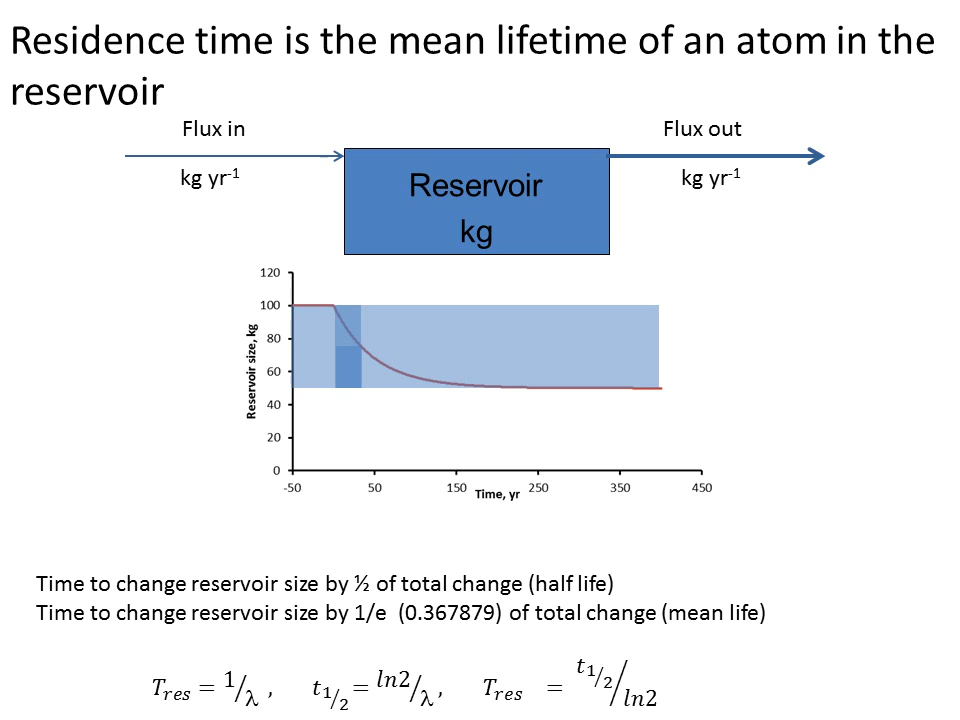 Residence time is the mean lifetime of an atom in the
reservoir
Flux in
Flux out
kg yr-1
kg yr-1
Reservoir
kg
120
100
80
60
40
20
0
Reservoir size, kg
-50
50
150
250
350
450
Time, yr
Time to change reservoir size by ½ of total change (half life)
Time to change reservoir size by 1/e (0.367879) of total change (mean life)
Tres = 1/λ , t1/2 = ln2/λ, Tres = t1/2/ln2